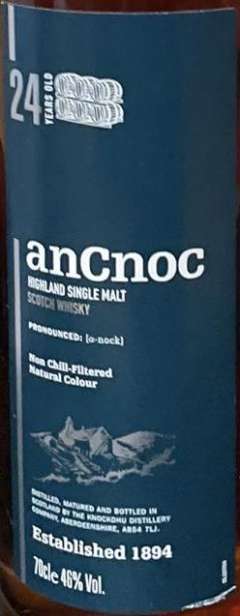 24 YEARS OLD
anCnoc
HIGHLAND SINGLE MALT
SCOTCH WHISKY
PRONOUNCED: [a-nock]
Non Chill-Filtered
Natural Colour
DISTILLED, MATURED AND BOTTLED IN
SCOTLAND BY THE KNOCKDHU DISTILLERY
COMPANY, ABERDEENSHIRE, AB54 7LJ.
Established 1894
70cl e 46% Vol.